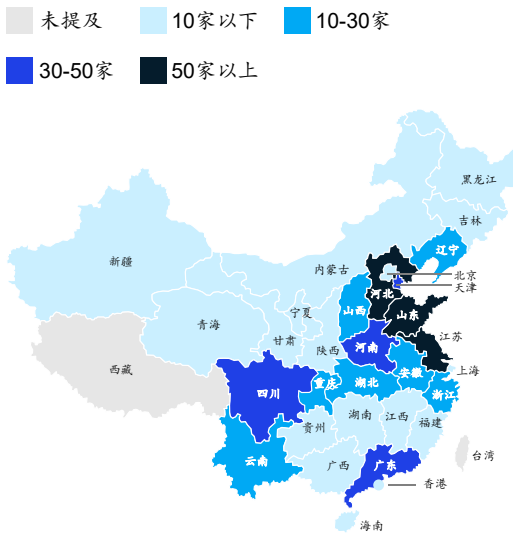 未提及 10家以下 10-30家
30-50家 50家以上
黑龙江
吉林
辽宁
新疆
内蒙古
北京
天津
河北
山西
宁夏
山东
青海
江苏
甘肃
陕西
河南
西藏
上海
安徽
重庆
湖北
四川
浙江
湖南
江西
福建
贵州
台湾
云南
广西
广东
香港
海南